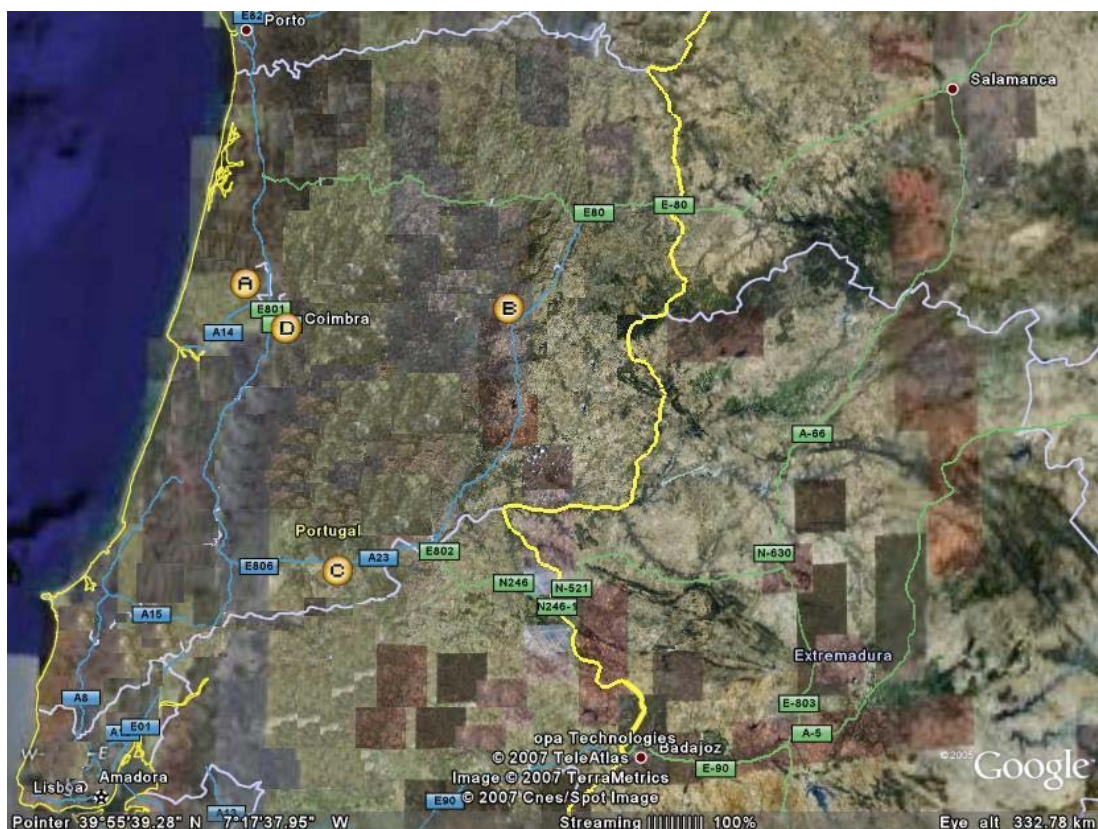 E82
Porto
Salamanca
E80
E-80
A
B
E801
D
Coimbra
A14
A-66
Portugal
E802
N-630
E806
C
A23
N246
N-521
N246-1
A15
Extremadura
A8
E-803
E01
A-5
opa Technologies
W
E
© 2007 TeleAtlas
Badajoz
E-90
©2005 Google
Image © 2007 TerraMetrics
Amadora
Lisboa
© 2007 Cnes/Spot Image
E90
A13
Pointer 39°55'39.28" N 7°17'37.95" W
Streaming |||||||||| 100%
Eye alt 332.78 km